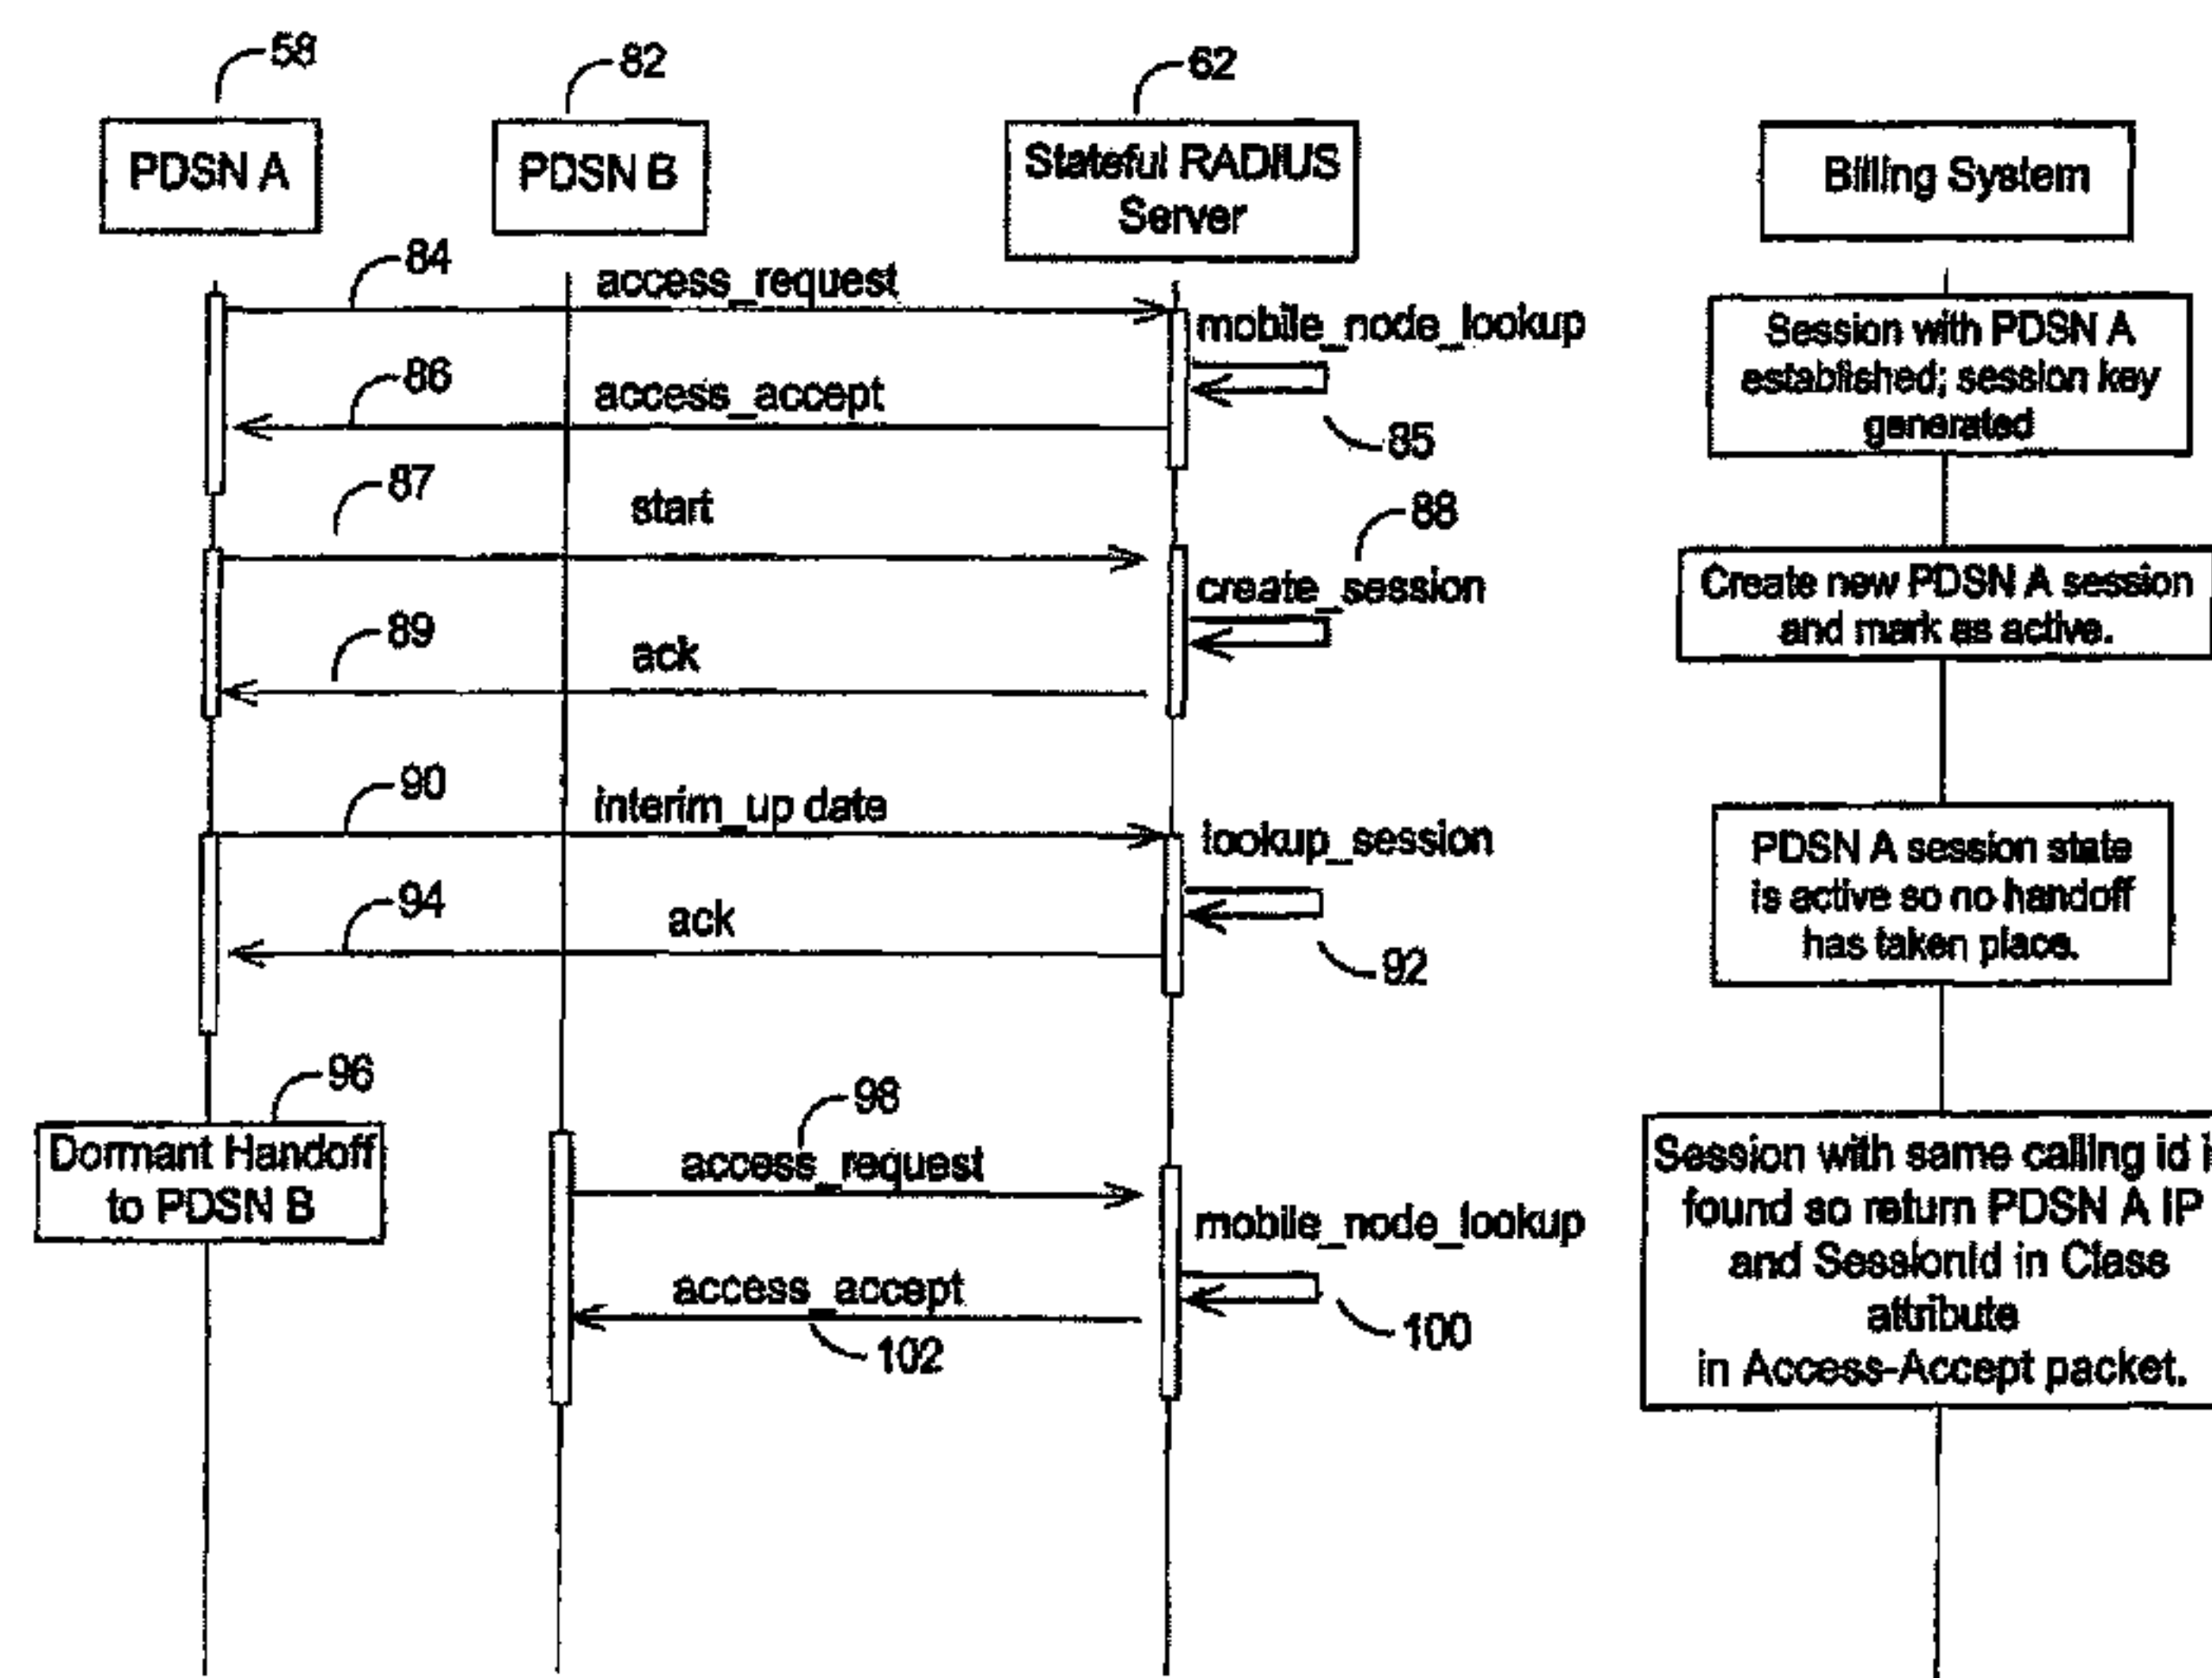 58
82
62
PDSN A
PDSN B
Stateful RADIUS
Server
Billing System
84
access_request
mobile_node_lookup
86
access_accept
85
Session with PDSN A
established; session key
generated
87
start
88
create_session
89
ack
Create new PDSN A session
and mark as active.
90
interim_up date
lookup_session
94
ack
92
PDSN A session state
is active so no handoff
has taken place.
96
Dormant Handoff
to PDSN B
98
access_request
mobile_node_lookup
access_accept
102
100
Session with same calling id
found so return PDSN A IP
and SessionId in Class
attribute
in Access-Accept packet.